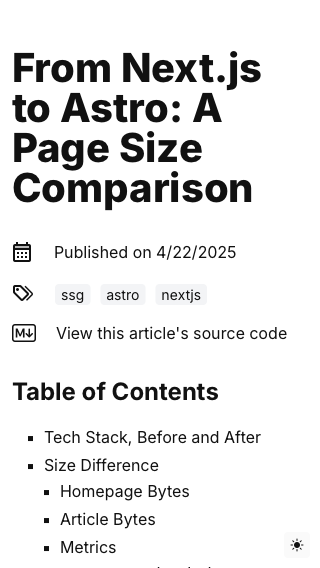 From Next.js
to Astro: A
Page Size
Comparison
Published on 4/22/2025
ssg astro nextjs
View this article's source code
Table of Contents
Tech Stack, Before and After
Size Difference
Homepage Bytes
Article Bytes
Metrics